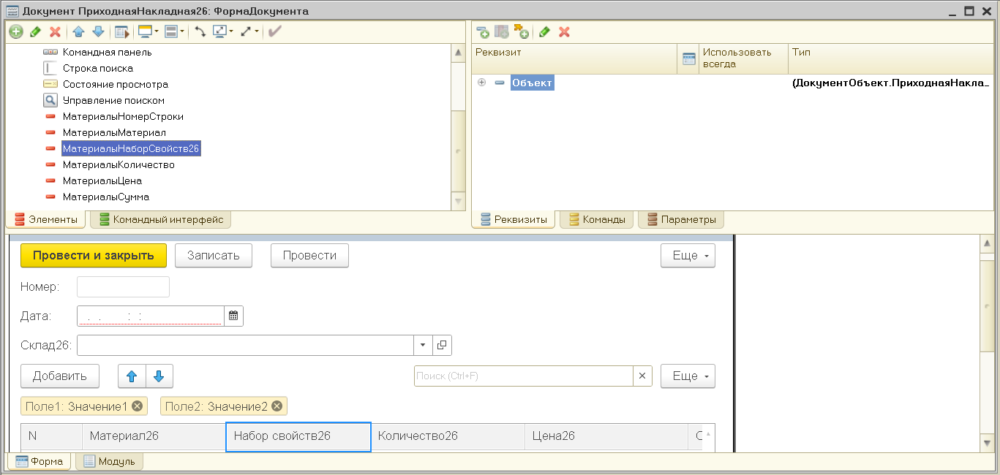 Документ ПриходнаяНакладная26: ФормаДокумента
Командная панель
Строка поиска
Состояние просмотра
Управление поиском
МатериалыНомерСтроки
МатериалыМатериал
МатериалыНаборСвойств26
МатериалыКоличество
МатериалыЦена
МатериалыСумма
Элементы Командный интерфейс
Реквизит Использовать всегда Тип
Объект (ДокументОбъект.ПриходнаяНакла...
Реквизиты Команды Параметры
Провести и закрыть Записать Провести Еще
Номер:
Дата: . . : :
Склад26:
Добавить Поиск (Ctrl+F) × Еще
Поле1: Значение1 Поле2: Значение2
N Материал26 Набор свойств26 Количество26 Цена26 С
Форма Модуль